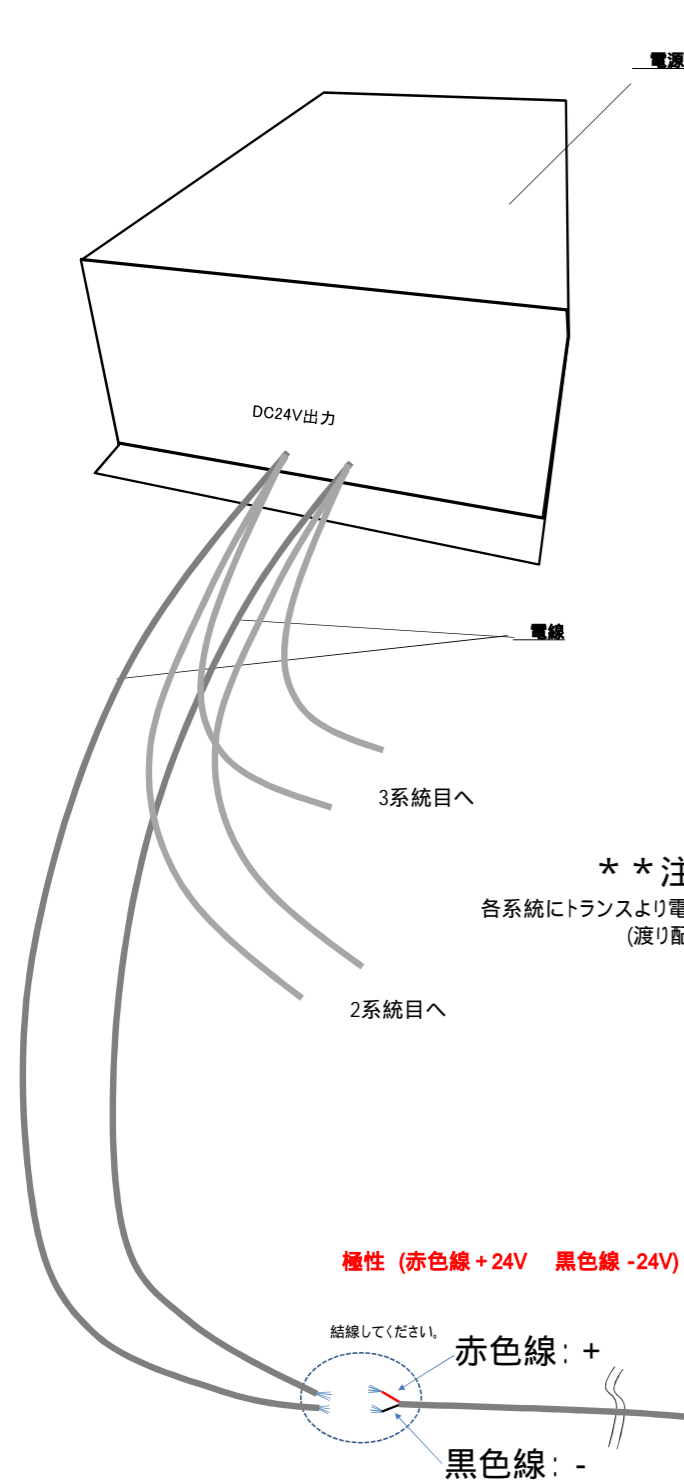 電源
DC24V出力
電線
3系統目へ
**注
各系統にトランスより電
(渡り配
2系統目へ
極性 (赤色線+24V 黒色線-24V)
結線してください。
赤色線: +
黒色線: -